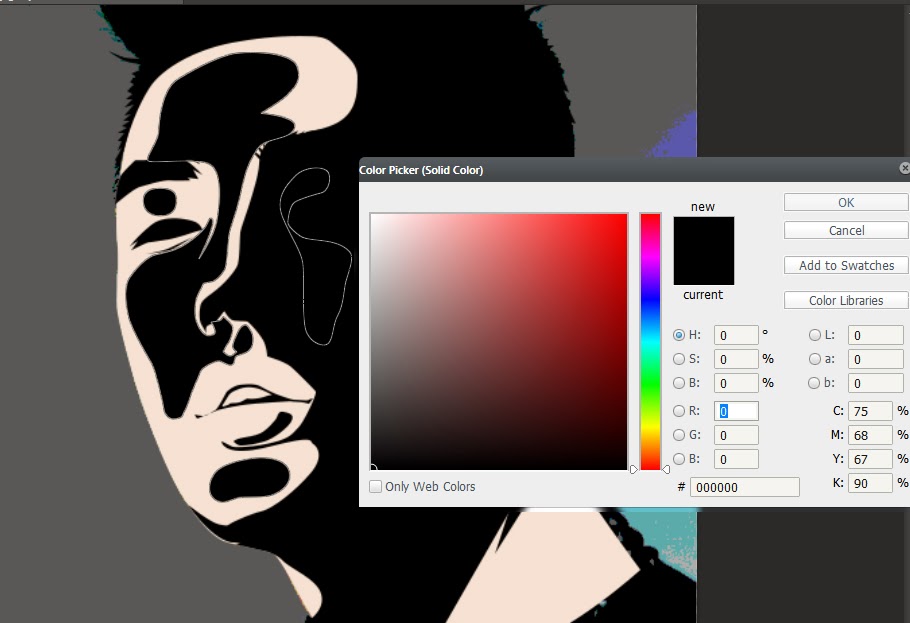 Color Picker (Solid Color)
new
current
OK
Cancel
Add to Swatches
Color Libraries
H: 0 °
S: 0 %
B: 0 %
R: 0
G: 0
B: 0
L: 0
a: 0
b: 0
C: 75 %
M: 68 %
Y: 67 %
K: 90 %
# 000000
Only Web Colors